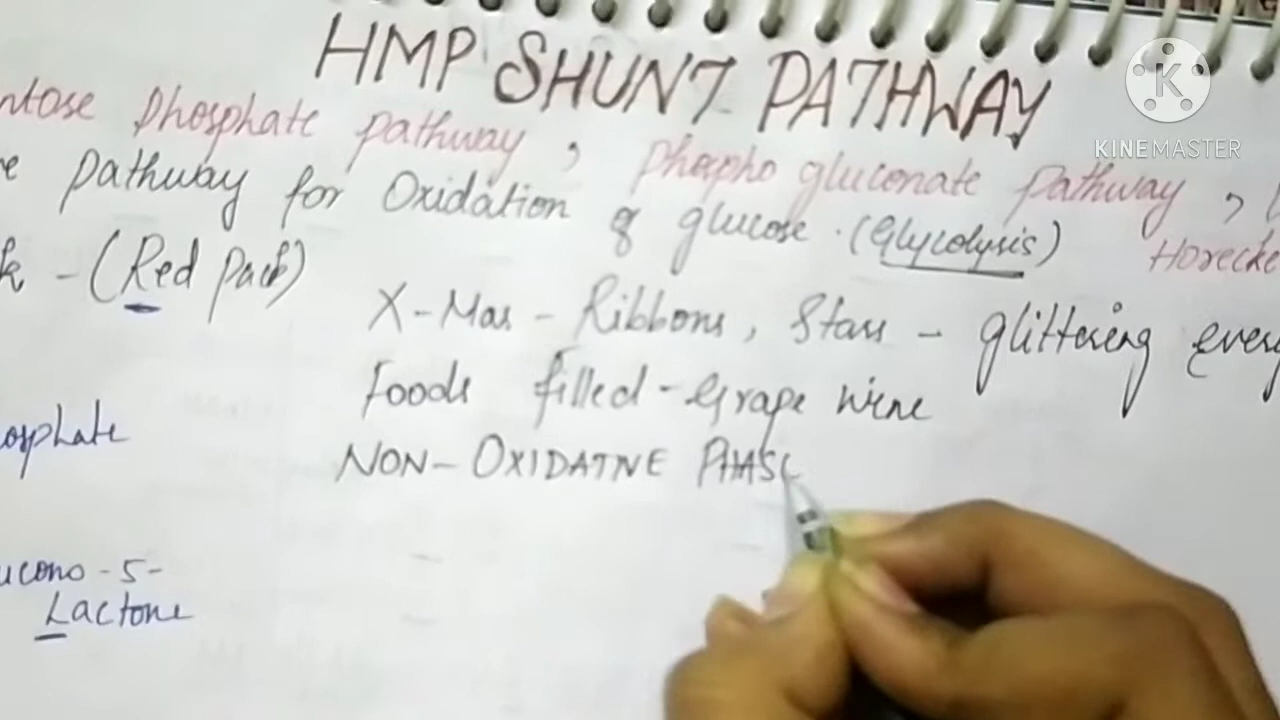 HMP SHUNT PATHWAY
ntose phosphate pathway, Phospho gluconate pathway,
e pathway for Oxidation of glucose. (Glycolysis) Horecke
k - (Red pack)
X-Mas - Ribbons, Stars - glittering every
Foods filled - Grape wine
osphate
NON-OXIDATIVE PHAS
ucono-5-
Lactone
KINEMASTER